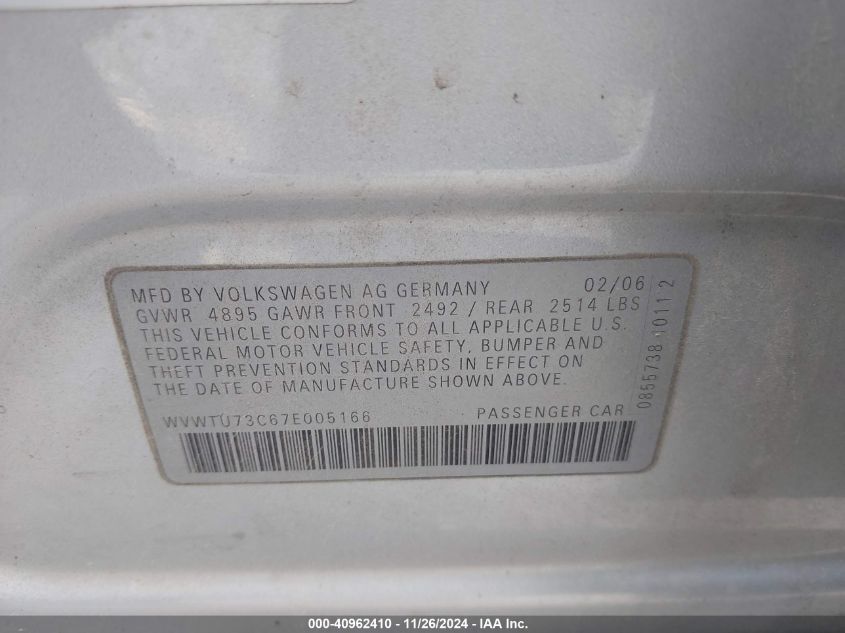 MFD BY VOLKSWAGEN AG GERMANY 02/06
GVWR 4895 GAWR FRONT 2492 / REAR 2514 LBS
THIS VEHICLE CONFORMS TO ALL APPLICABLE U.S.
FEDERAL MOTOR VEHICLE SAFETY, BUMPER AND
THEFT PREVENTION STANDARDS IN EFFECT ON
THE DATE OF MANUFACTURE SHOWN ABOVE.
WVWTU73C67E005166 PASSENGER CAR
000-40962410 - 11/26/2024 - IAA Inc.